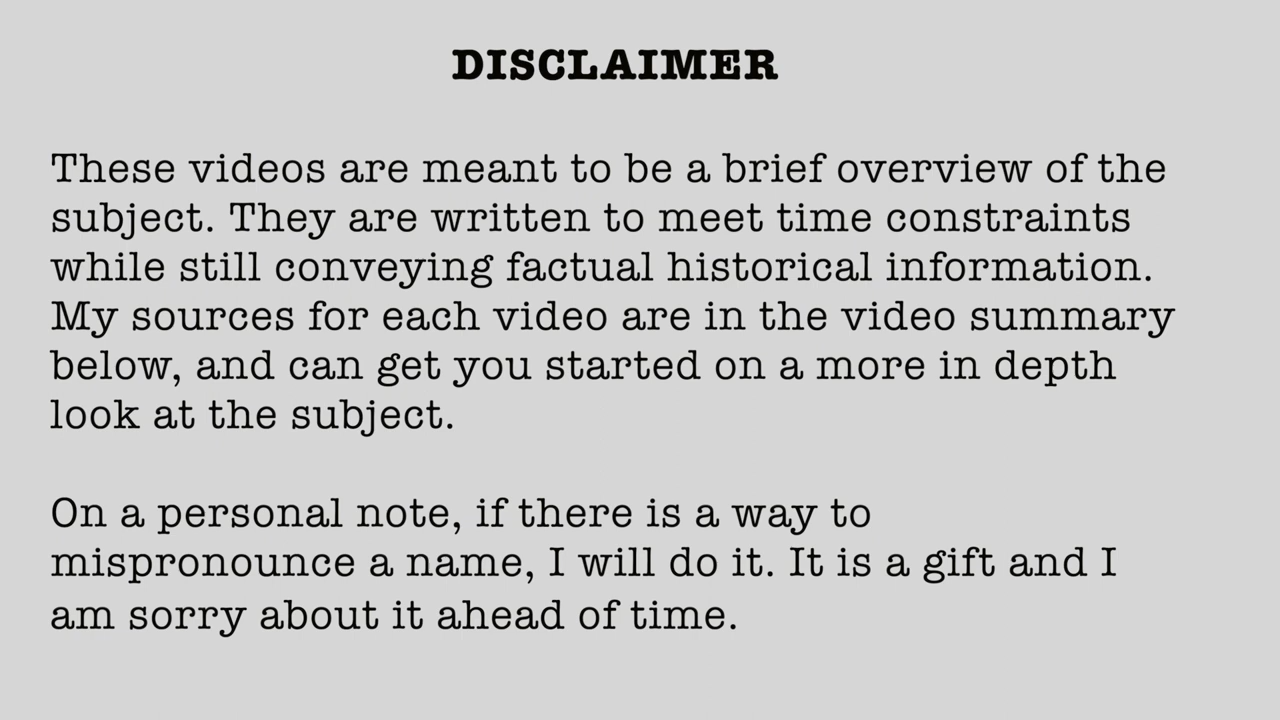 DISCLAIMER
These videos are meant to be a brief overview of the
subject. They are written to meet time constraints
while still conveying factual historical information.
My sources for each video are in the video summary
below, and can get you started on a more in depth
look at the subject.
On a personal note, if there is a way to
mispronounce a name, I will do it. It is a gift and I
am sorry about it ahead of time.